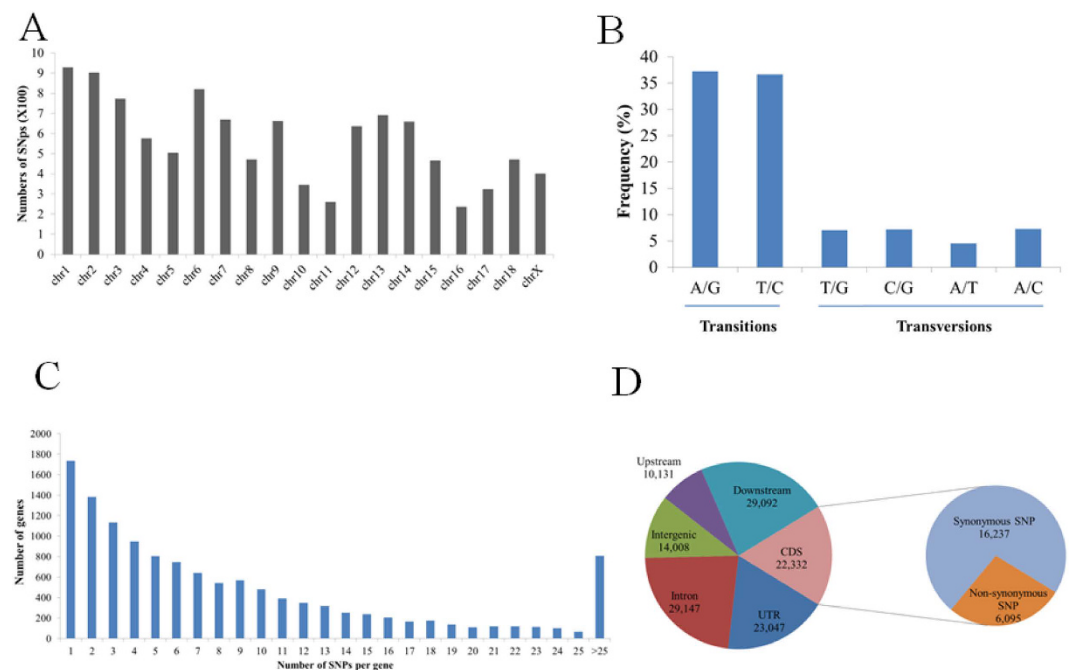 A
Numbers of SNps (X100)
10
9
8
7
6
5
4
3
2
1
0
chr1
chr2
chr3
chr4
chr5
chr6
chr7
chr8
chr9
chr10
chr11
chr12
chr13
chr14
chr15
chr16
chr17
chr18
chrX
B
Frequency (%)
40
35
30
25
20
15
10
5
0
A/G T/C T/G C/G A/T A/C
Transitions Transversions
C
Number of genes
2000
1800
1600
1400
1200
1000
800
600
400
200
0
1 2 3 4 5 6 7 8 9 10 11 12 13 14 15 16 17 18 19 20 21 22 23 24 25 >25
Number of SNPs per gene
D
Upstream
10,131
Downstream
29,092
Intergenic
14,008
CDS
22,332
Intron
29,147
UTR
23,047
Synonymous SNP
16,237
Non-synonymous
SNP
6,095